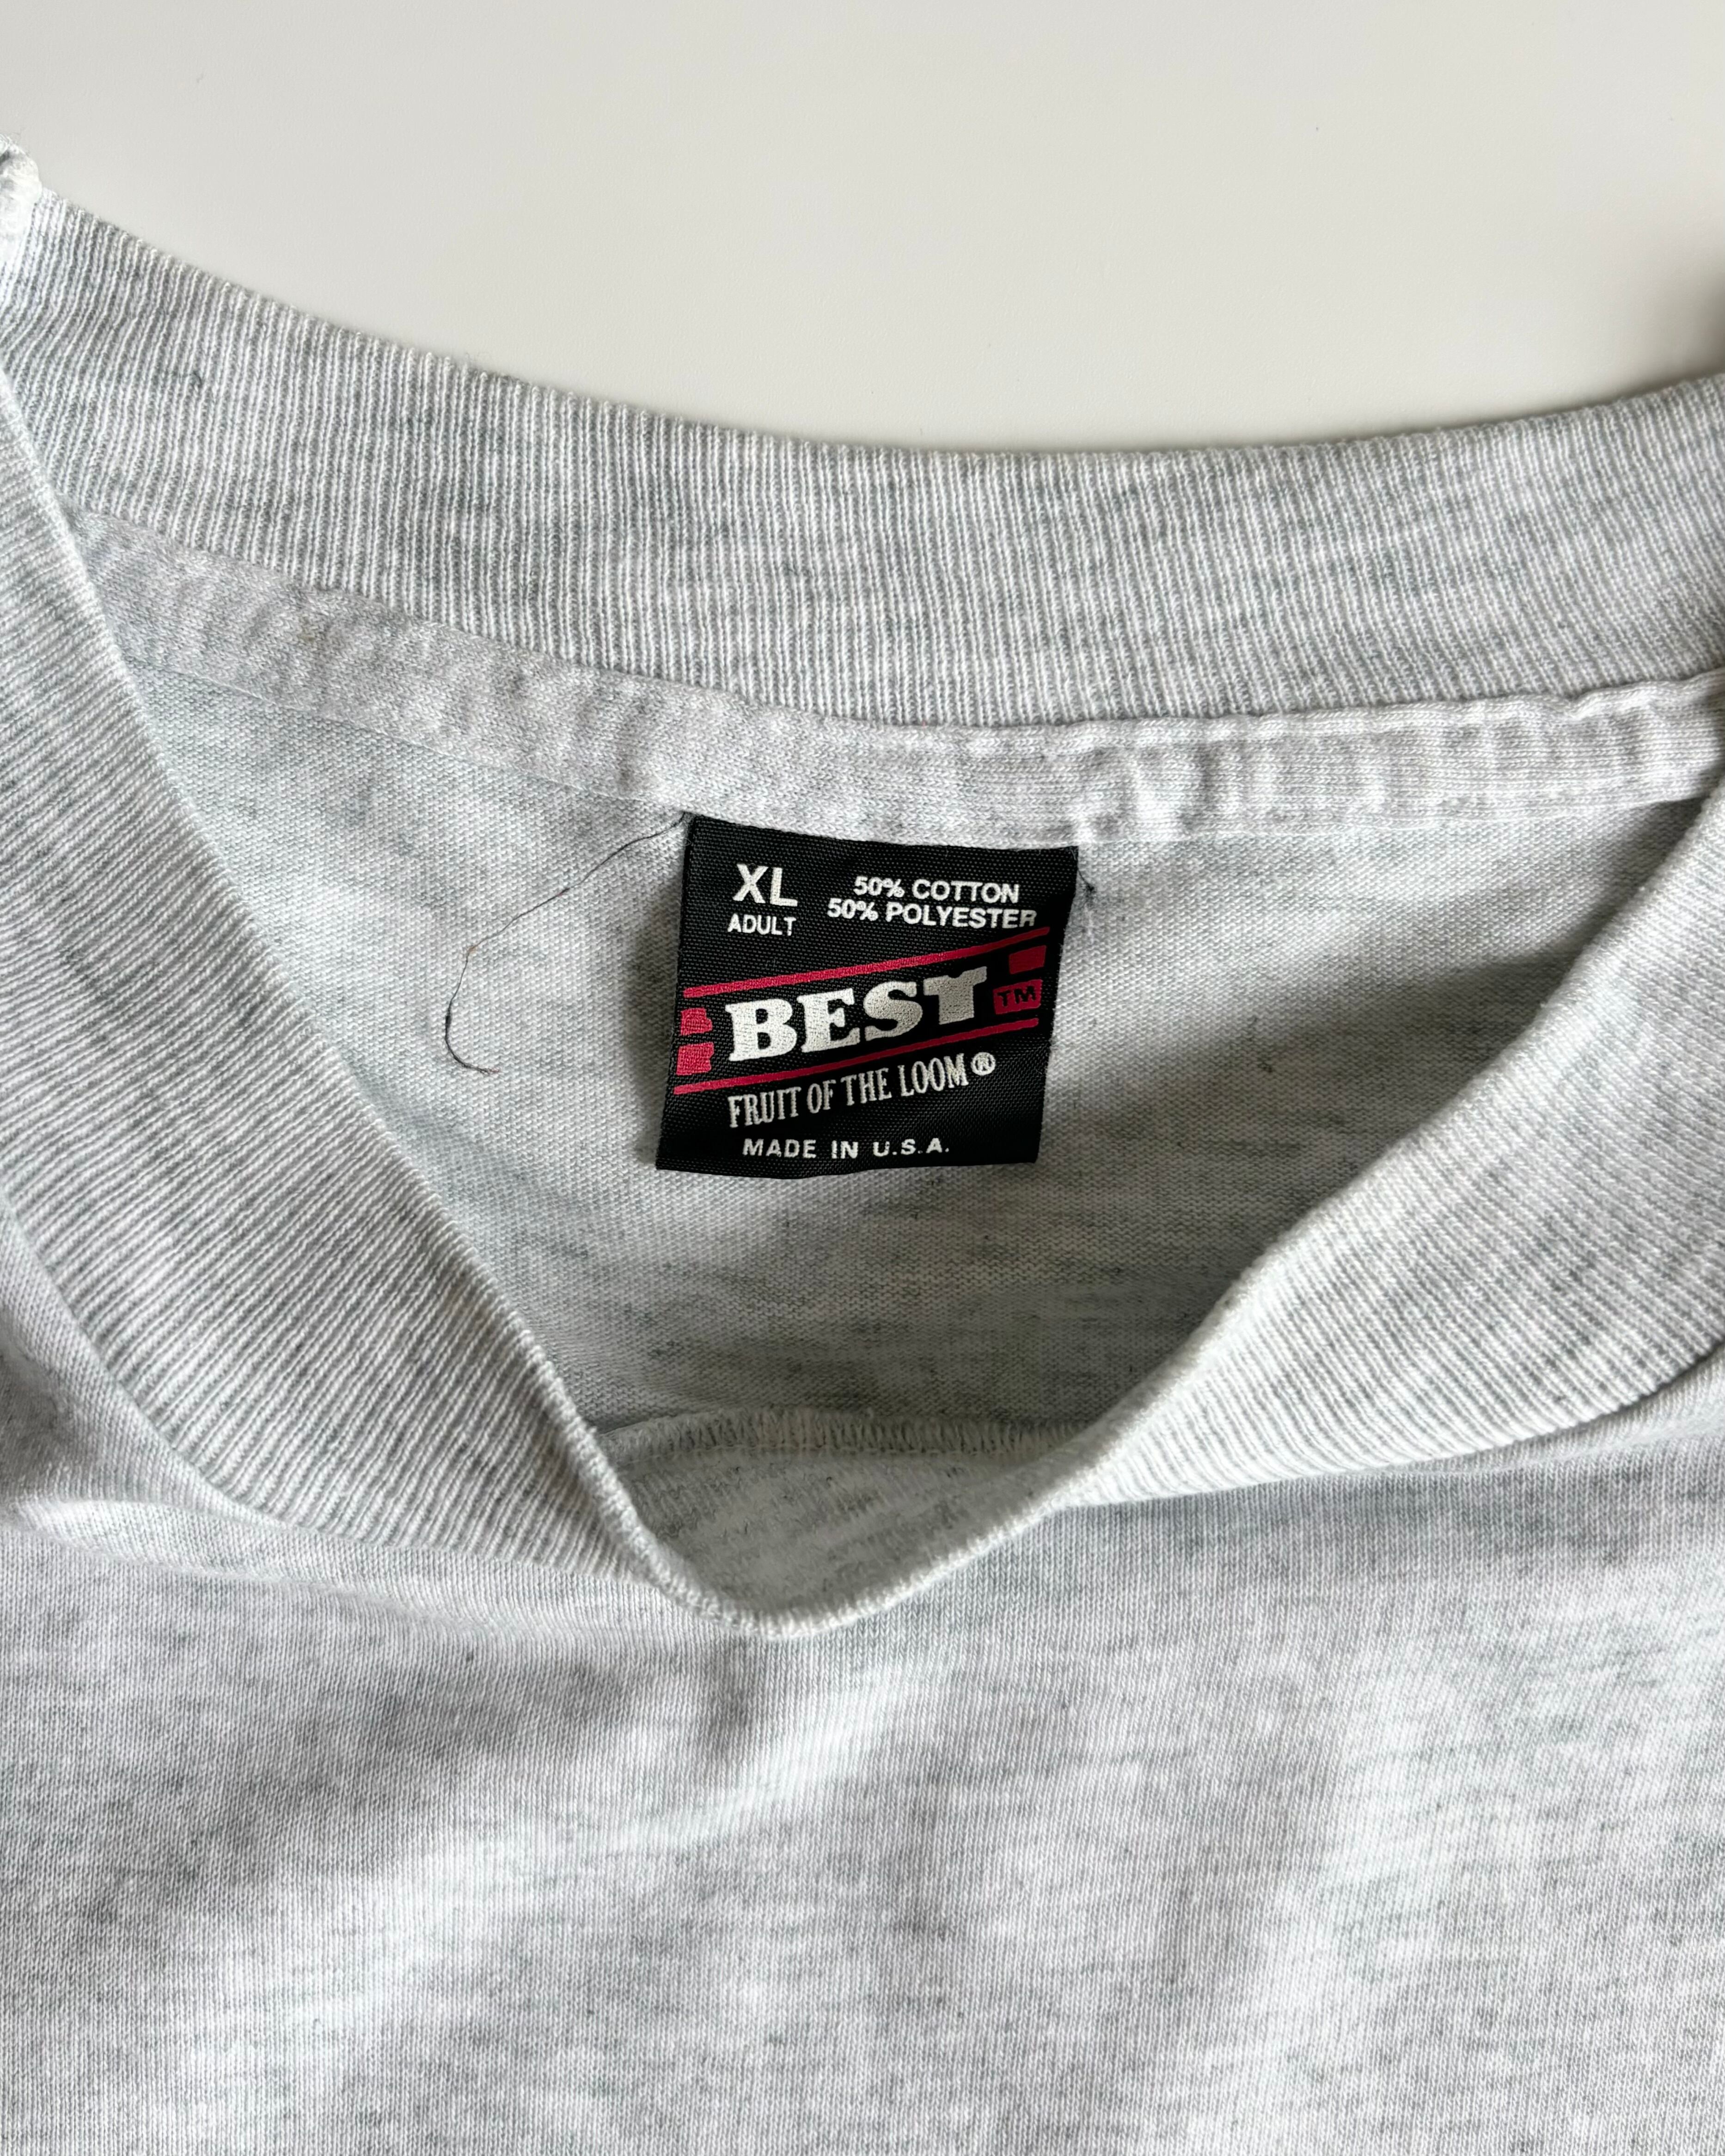 XL
ADULT
50% COTTON
50% POLYESTER
BEST TM
FRUIT OF THE LOOM®
MADE IN U.S.A.